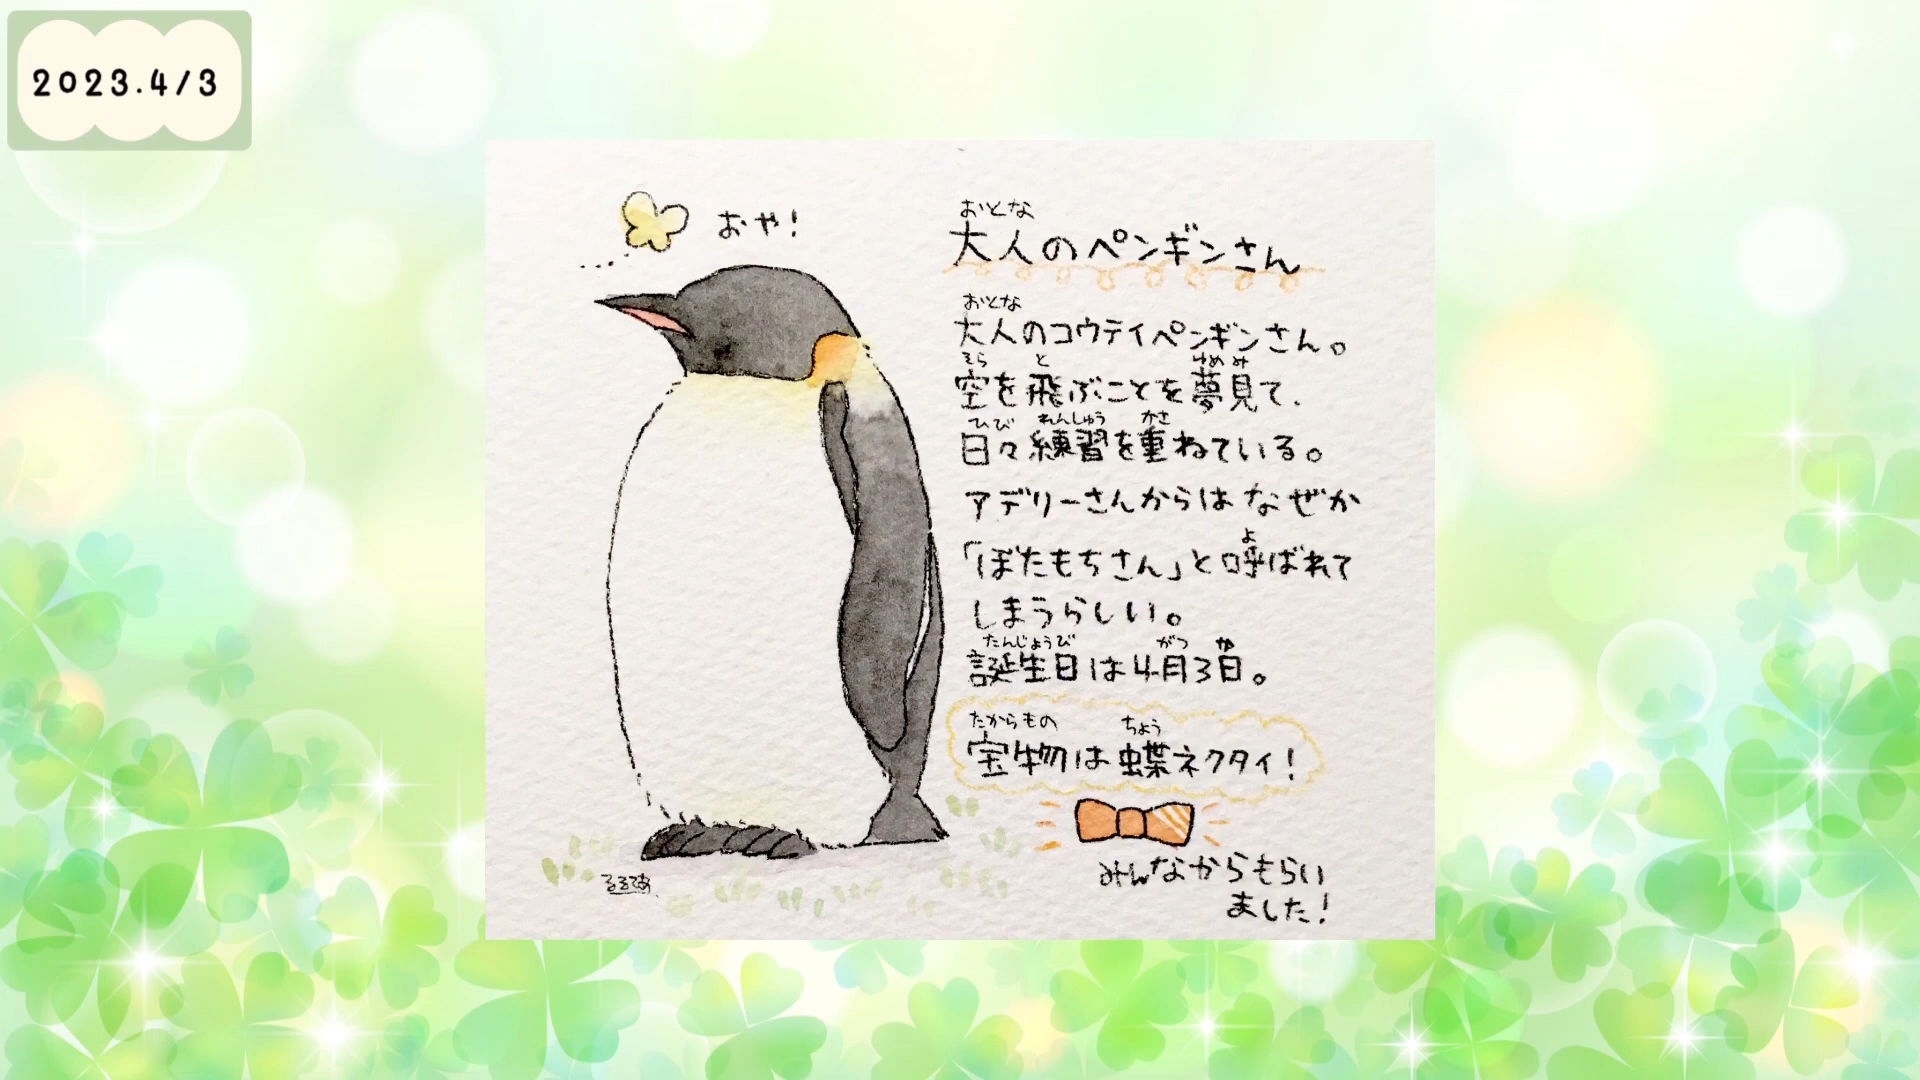 2023.4/3
おや!
おとな
大人のペンギンさん
おとな
大人のコウテイペンギンさん。
そら と ゆめみ
空を飛ぶことを夢見て、
ひび れんしゅう かさ
日々練習を重ねている。
アデリーさんからはなぜか
よ
「ぼたもちさん」と呼ばれて
しまうらしい。
たんじょうび がつ か
誕生日は4月3日。
たからもの ちょう
宝物は蝶ネクタイ!
みんなからもらい
ました!